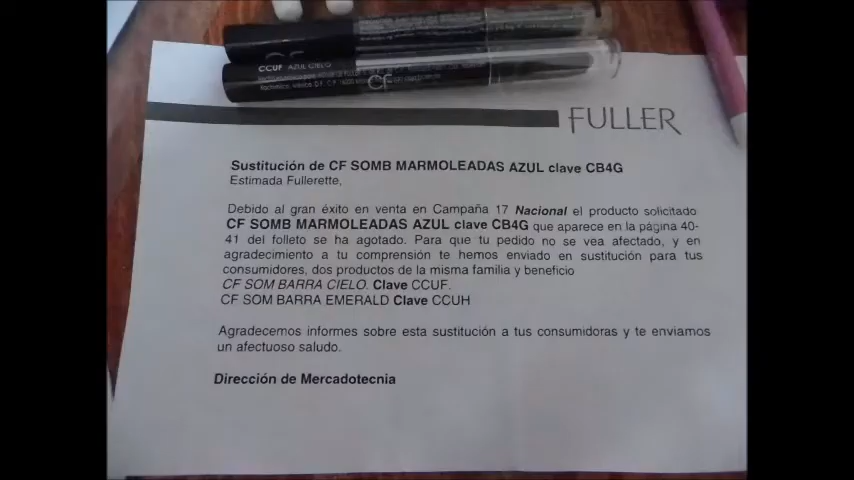 CF
CCUF AZUL CIELO
CF
FULLER
Sustitución de CF SOMB MARMOLEADAS AZUL clave CB4G
Estimada Fullerette,
Debido al gran éxito en venta en Campaña 17 Nacional el producto solicitado
CF SOMB MARMOLEADAS AZUL clave CB4G que aparece en la página 40-
41 del folleto se ha agotado. Para que tu pedido no se vea afectado, y en
agradecimiento a tu comprensión te hemos enviado en sustitución para tus
consumidores, dos productos de la misma familia y beneficio
CF SOM BARRA CIELO. Clave CCUF.
CF SOM BARRA EMERALD Clave CCUH
Agradecemos informes sobre esta sustitución a tus consumidoras y te enviamos
un afectuoso saludo.
Dirección de Mercadotecnia